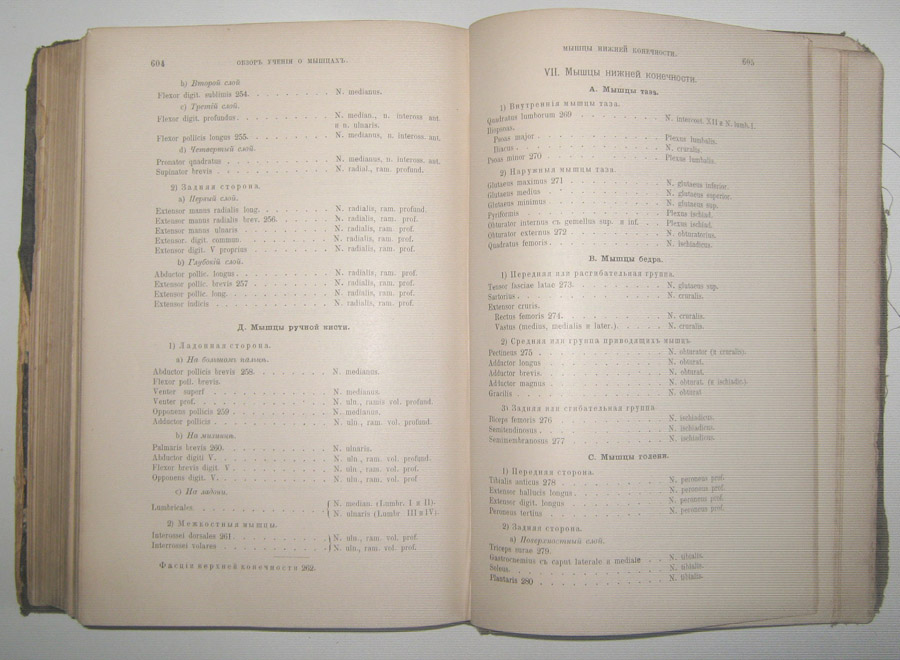 604
ОБЗОРЪ УЧЕНІЯ О МЫШЦАХЪ.
b) Второй слой
Flexor digit. sublimis 254. N. medianus.
c) Третій слой.
Flexor digit. profundus. N. median., n. inteross ant.
и n. ulnaris.
Flexor pollicis longus 255. N. medianus, n. inteross. ant.
d) Четвертый слой.
Pronator quadratus N. medianus, n. inteross. ant.
Supinator brevis N. radial., ram. profund.
2) Задняя сторона.
a) Первый слой.
Extensor manus radialis long. N. radialis, ram. profund.
Extensor manus radialis brev. 256. N. radialis, ram. prof.
Extensor manus ulnaris N. radialis, ram. prof.
Extensor. digit. commun. N. radialis, ram. prof.
Extensor digit. V proprius N. radialis, ram. prof.
b) Глубокій слой.
Abductor pollic. longus N. radialis, ram. prof.
Extensor pollic. brevis 257 N. radialis, ram. prof.
Extensor pollic. long. N. radialis, ram. prof.
Extensor indicis N. radialis, ram. prof.
Д. Мышцы ручной кисти.
1) Ладонная сторона.
a) На большомъ пальцѣ.
Abductor pollicis brevis 258. N. medianus.
Flexor poll. brevis.
Venter superf N. medianus.
Venter prof. N. uln., ramis vol. profund.
Opponens pollicis 259 N. medianus.
Adductor pollicis N. uln., ram. vol. profund.
b) На мизинцѣ.
Palmaris brevis 260. N. ulnaris.
Abductor digiti V. N. uln., ram. vol. profund.
Flexor brevis digit. V N. uln., ram. vol. prof.
Opponens digit. V. N. uln., ram. vol. prof
c) На ладони.
Lumbricales N. median. (Lumbr. I и II).
N. ulnaris (Lumbr. III и IV).
2) Межкостныя мышцы.
Interossei dorsales 261. N. uln., ram. vol. prof.
Interrossei volares N. uln., ram. vol. prof.
Фасція верхней конечности 262.
МЫШЦЫ НИЖНЕЙ КОНЕЧНОСТИ.
605
VII. Мышцы нижней конечности.
A. Мышцы таза.
1) Внутреннія мышцы таза.
Quadratus lumborum 269 N. intercost. XII и N. lumb. I.
Iliopsoas.
Psoas major Plexus lumbalis.
Iliacus N. cruralis.
Psoas minor 270 Plexus lumbalis.
2) Наружныя мышцы таза.
Glutaeus maximus 271 N. glutaeus inferior.
Glutaeus medius N. glutaeus superior.
Glutaeus minimus N. glutaeus sup.
Pyriformis Plexus ischiad.
Obturator internus съ gemellus sup. и inf. Plexus ischiad.
Obturator externus 272 N. obturatorius.
Quadratus femoris N. ischiadicus.
B. Мышцы бедра.
1) Передняя или разгибательная группа.
Tensor fasciae latae 273. N. glutaeus sup.
Sartorius N. cruralis.
Extensor cruris.
Rectus femoris 274. N. cruralis.
Vastus (medius, medialis и later.) N. cruralis.
2) Средняя или группа приводящихъ мышцъ
Pectineus 275 N. obturator (и cruralis).
Adductor longus N. obturat.
Adductor brevis. N. obturat.
Adductor magnus N. obturat. (и ischiadic.)
Gracilis N. obturat
3) Задняя или сгибательная группа
Biceps femoris 276 N. ischiadicus.
Semitendinosus N. ischiadicus.
Semimembranosus 277 N. ischiadicus.
C. Мышцы голени.
1) Передняя сторона.
Tibialis anticus 278 N. peroneus prof.
Extensor hallucis longus N. peroneus prof.
Extensor digit. longus N. peroneus prof.
Peroneus tertius N. peroneus prof.
2) Задняя сторона.
a) Поверхностный слой.
Triceps surae 279.
Gastrocnemius съ caput laterale и mediale N. tibialis.
Soleus. N. tibialis.
Plantaris 280 N. tibialis